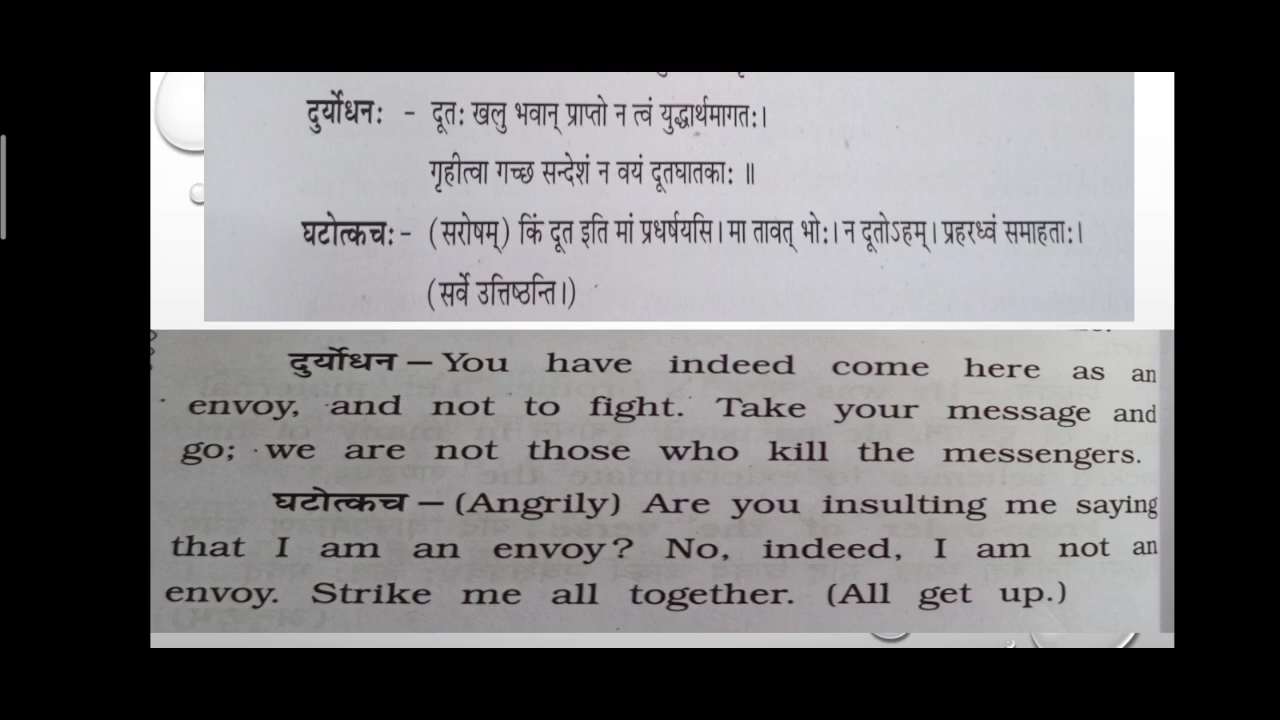 दुर्योधनः - दूतः खलु भवान् प्राप्तो न त्वं युद्धार्थमागतः।
गृहीत्वा गच्छ सन्देशं न वयं दूतघातकाः ॥
घटोत्कचः - (सरोषम्) किं दूत इति मां प्रधर्षयसि। मा तावत् भोः। न दूतोऽहम्। प्रहरध्वं समाहताः।
(सर्वे उत्तिष्ठन्ति।)
दुर्योधन – You have indeed come here as an
envoy, and not to fight. Take your message and
go; we are not those who kill the messengers.
घटोत्कच – (Angrily) Are you insulting me saying
that I am an envoy? No, indeed, I am not an
envoy. Strike me all together. (All get up.)